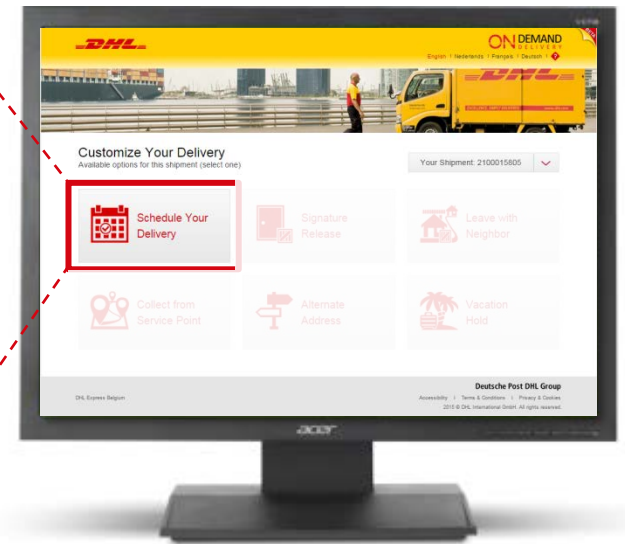 DHL
ON DEMAND
DELIVERY
English | Nederlands | Français | Deutsch | ?
Customize Your Delivery
Available options for this shipment (select one)
Your Shipment: 2100015805
Schedule Your
Delivery
Signature
Release
Leave with
Neighbor
Collect from
Service Point
Alternate
Address
Vacation
Hold
Deutsche Post DHL Group
DHL Express Belgium
Accessibility | Terms & Conditions | Privacy & Cookies
2015 © DHL International GmbH. All rights reserved.
acer